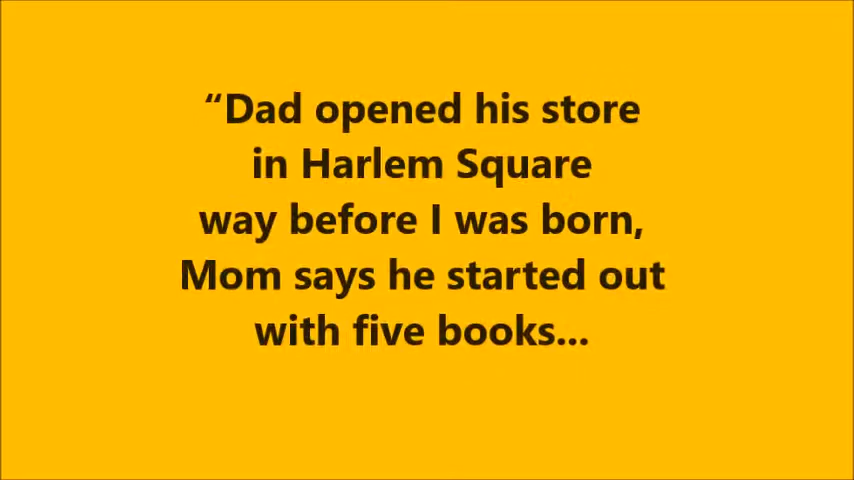 “Dad opened his store
in Harlem Square
way before I was born,
Mom says he started out
with five books...